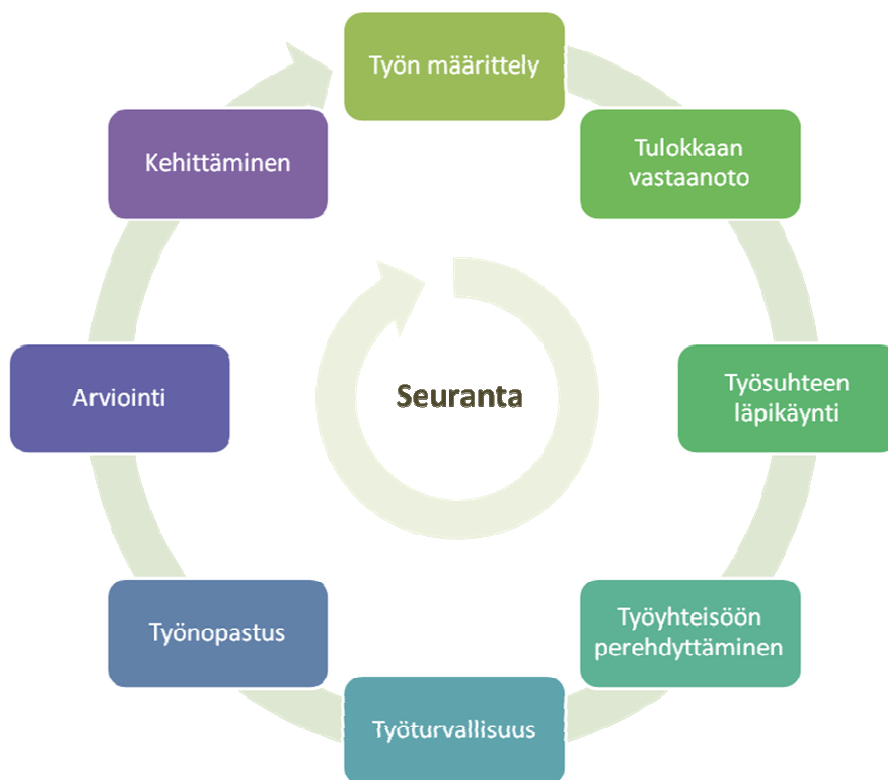 Työn määrittely
Tulokkaan
vastaanoto
Työsuhteen
läpikäynti
Työyhteisöön
perehdyttäminen
Työturvallisuus
Työnopastus
Arviointi
Kehittäminen
Seuranta